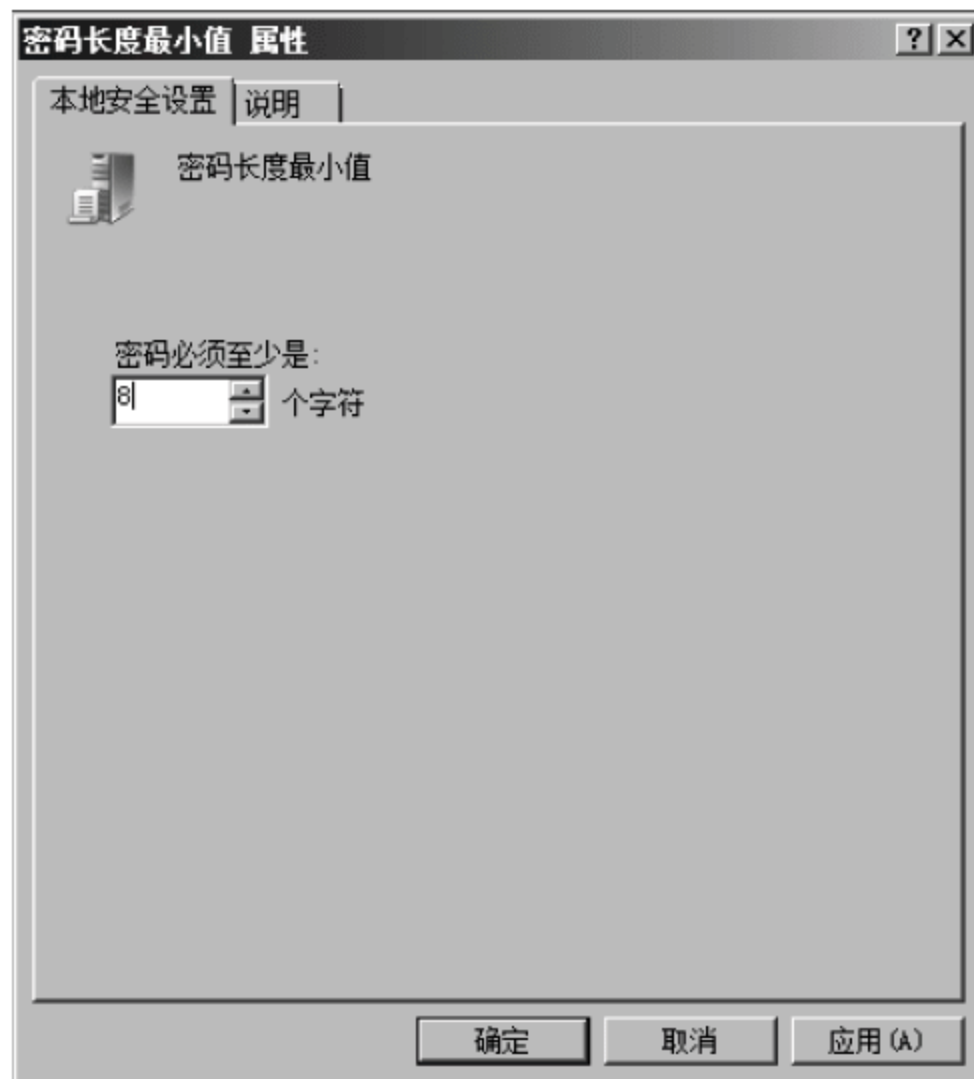 密码长度最小值 属性
本地安全设置 说明
密码长度最小值
密码必须至少是:
8 个字符
确定 取消 应用(A)